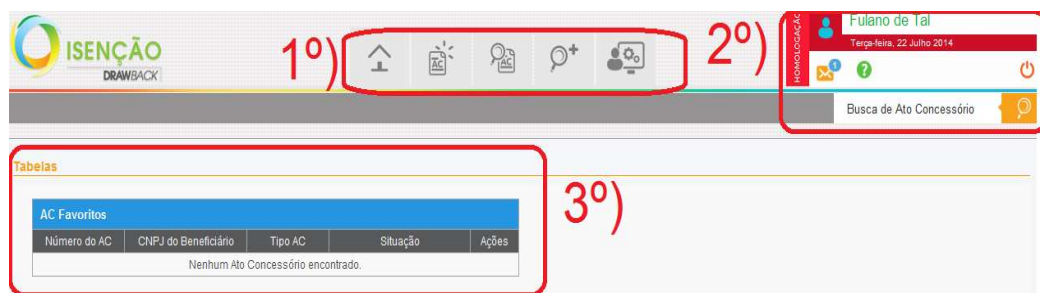 ISENÇÃO
DRAWBACK
1º)
AC
AC
2º)
HOMOLOGAÇÃO
Fulano de Tal
Terça-feira, 22 Julho 2014
1
?
Busca de Ato Concessório
Tabelas
AC Favoritos
Número do AC CNPJ do Beneficiário Tipo AC Situação Ações
Nenhum Ato Concessório encontrado.
3º)